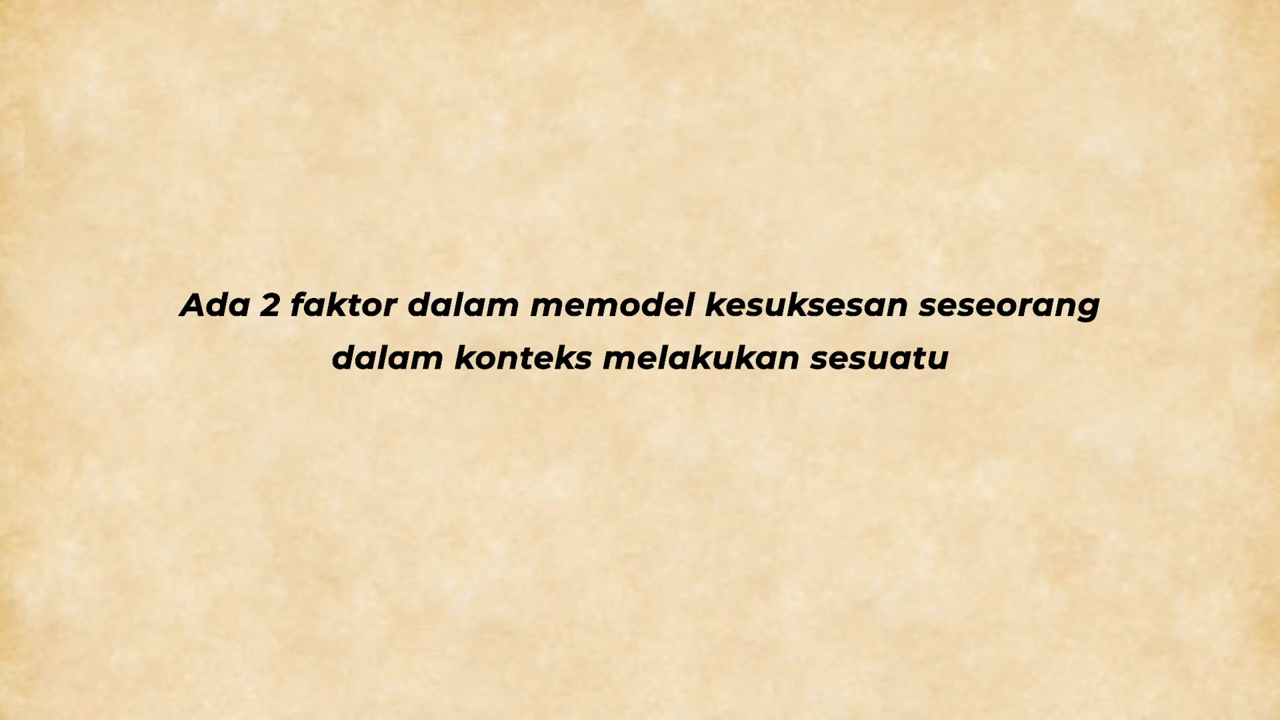 Ada 2 faktor dalam memodel kesuksesan seseorang
dalam konteks melakukan sesuatu